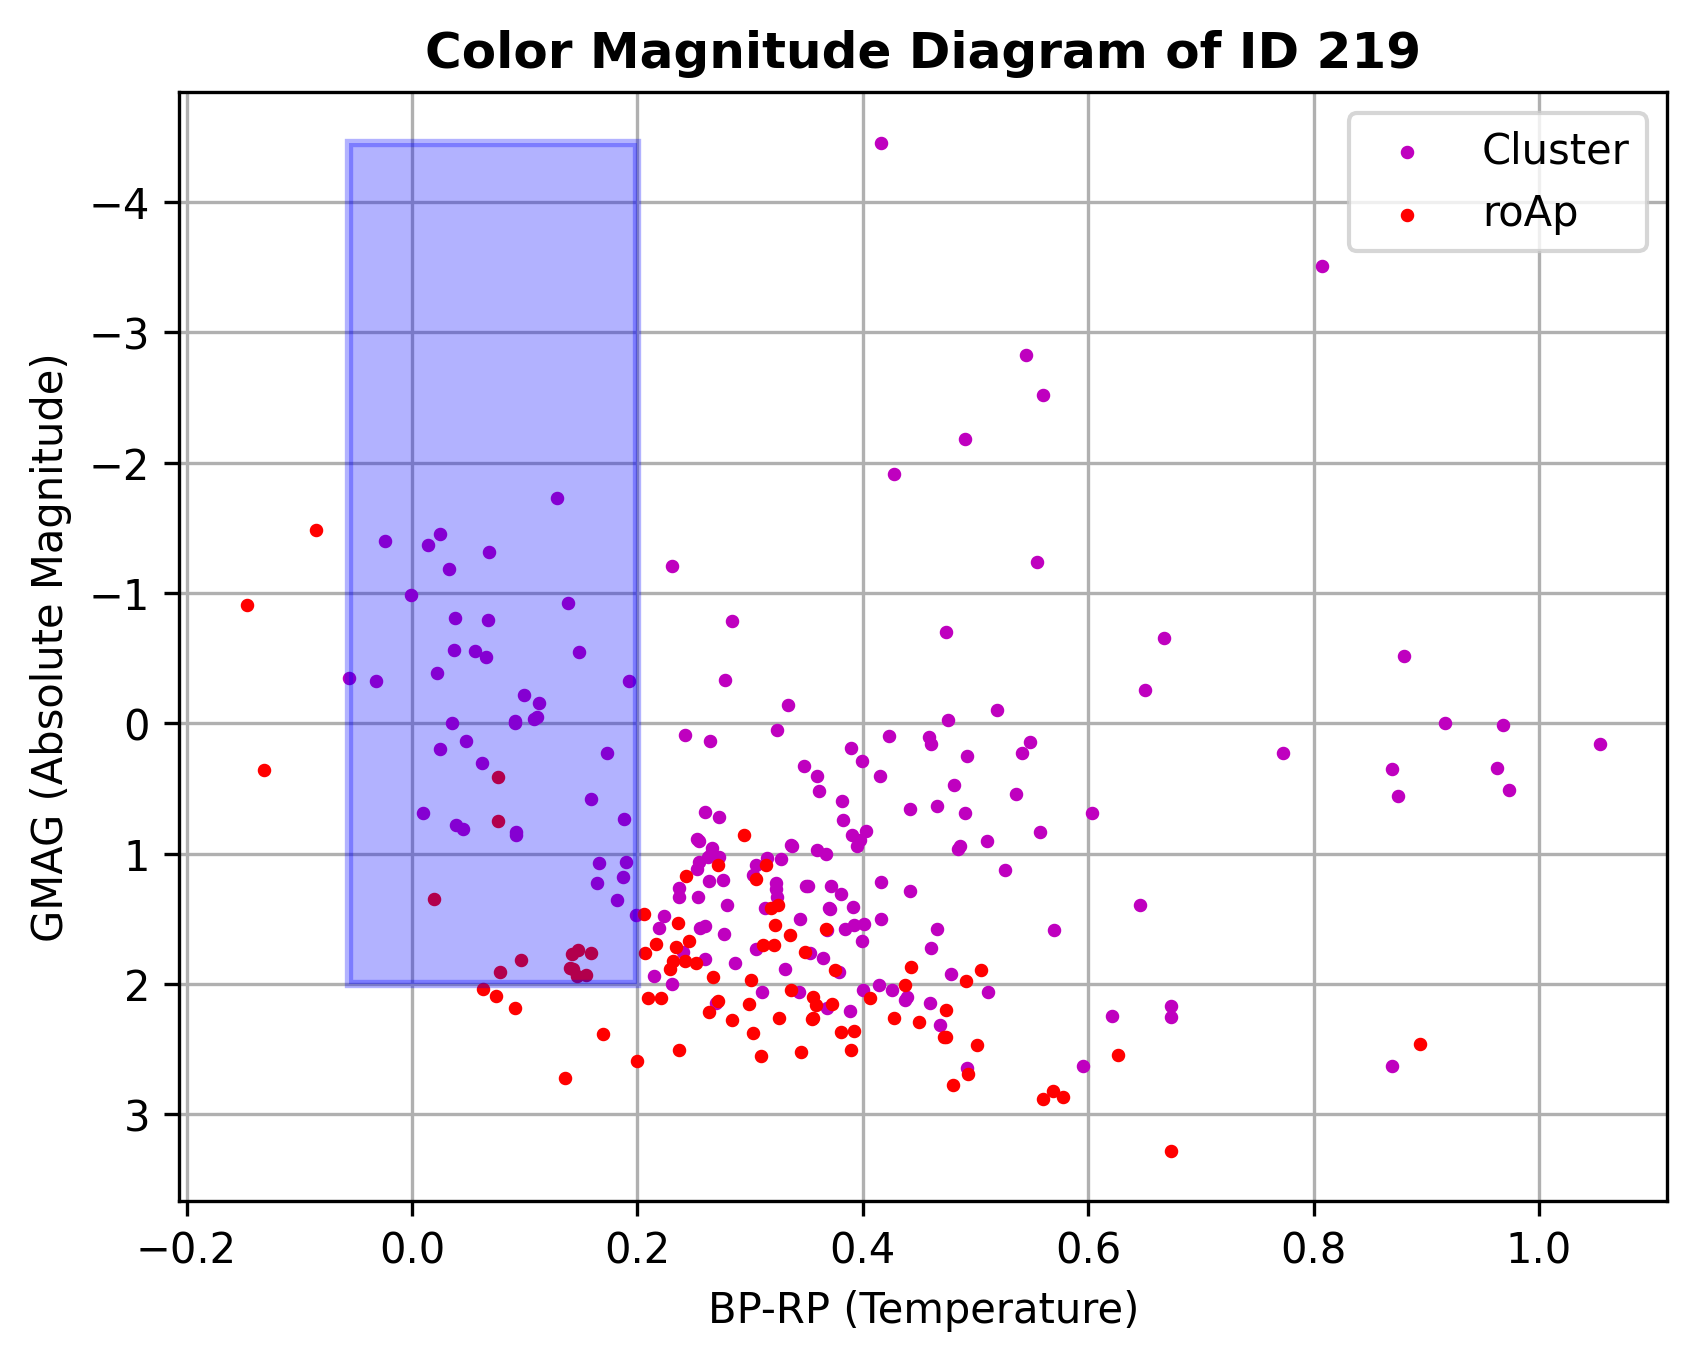 Color Magnitude Diagram of ID 219
Cluster
roAp
GMAG (Absolute Magnitude)
−4
−3
−2
−1
0
1
2
3
−0.2 0.0 0.2 0.4 0.6 0.8 1.0
BP-RP (Temperature)